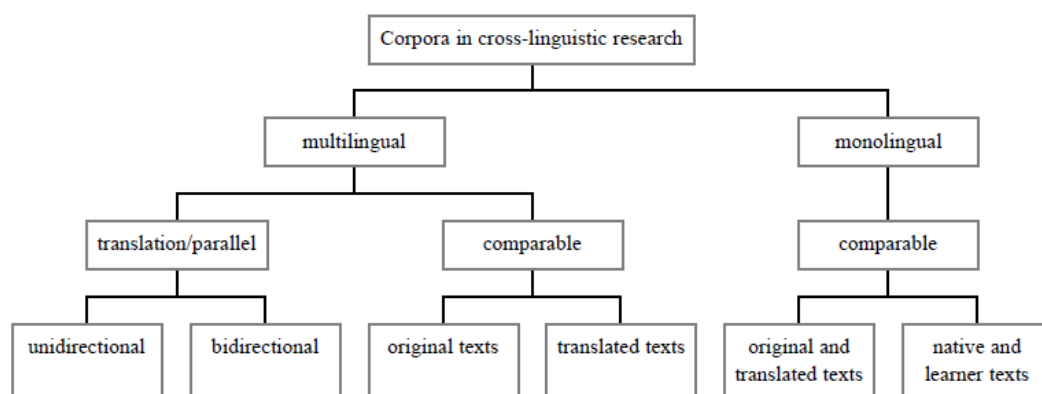 Corpora in cross-linguistic research
multilingual
monolingual
translation/parallel
comparable
comparable
unidirectional
bidirectional
original texts
translated texts
original and
translated texts
native and
learner texts